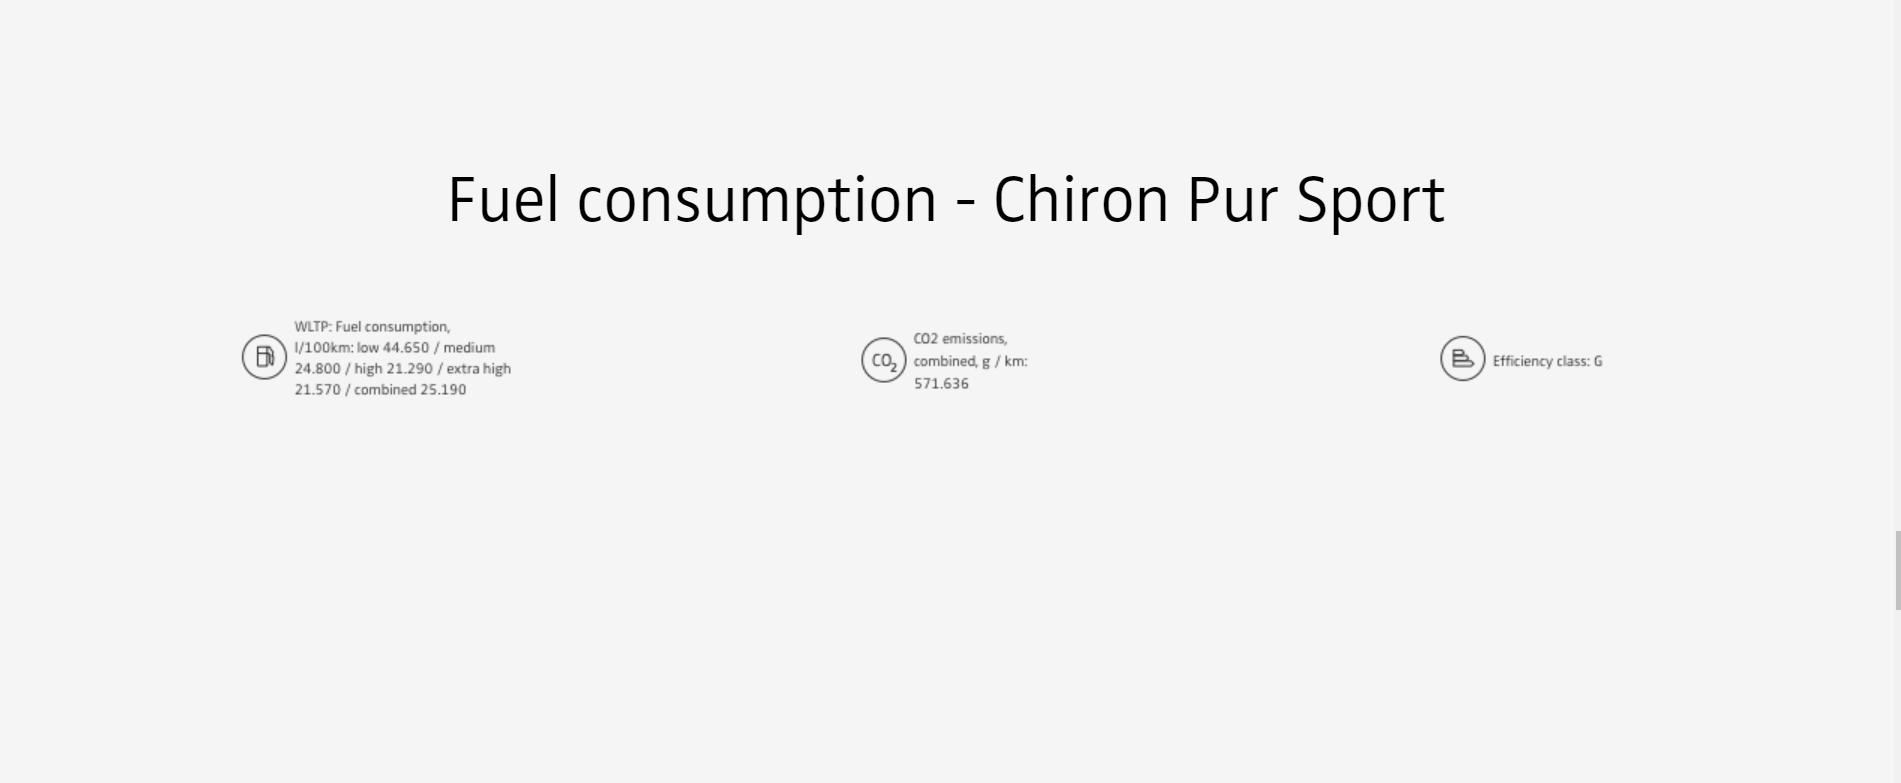 Fuel consumption - Chiron Pur Sport
WLTP: Fuel consumption,
l/100km: low 44.650 / medium
24.800 / high 21.290 / extra high
21.570 / combined 25.190
CO2
CO2 emissions,
combined, g / km:
571.636
Efficiency class: G